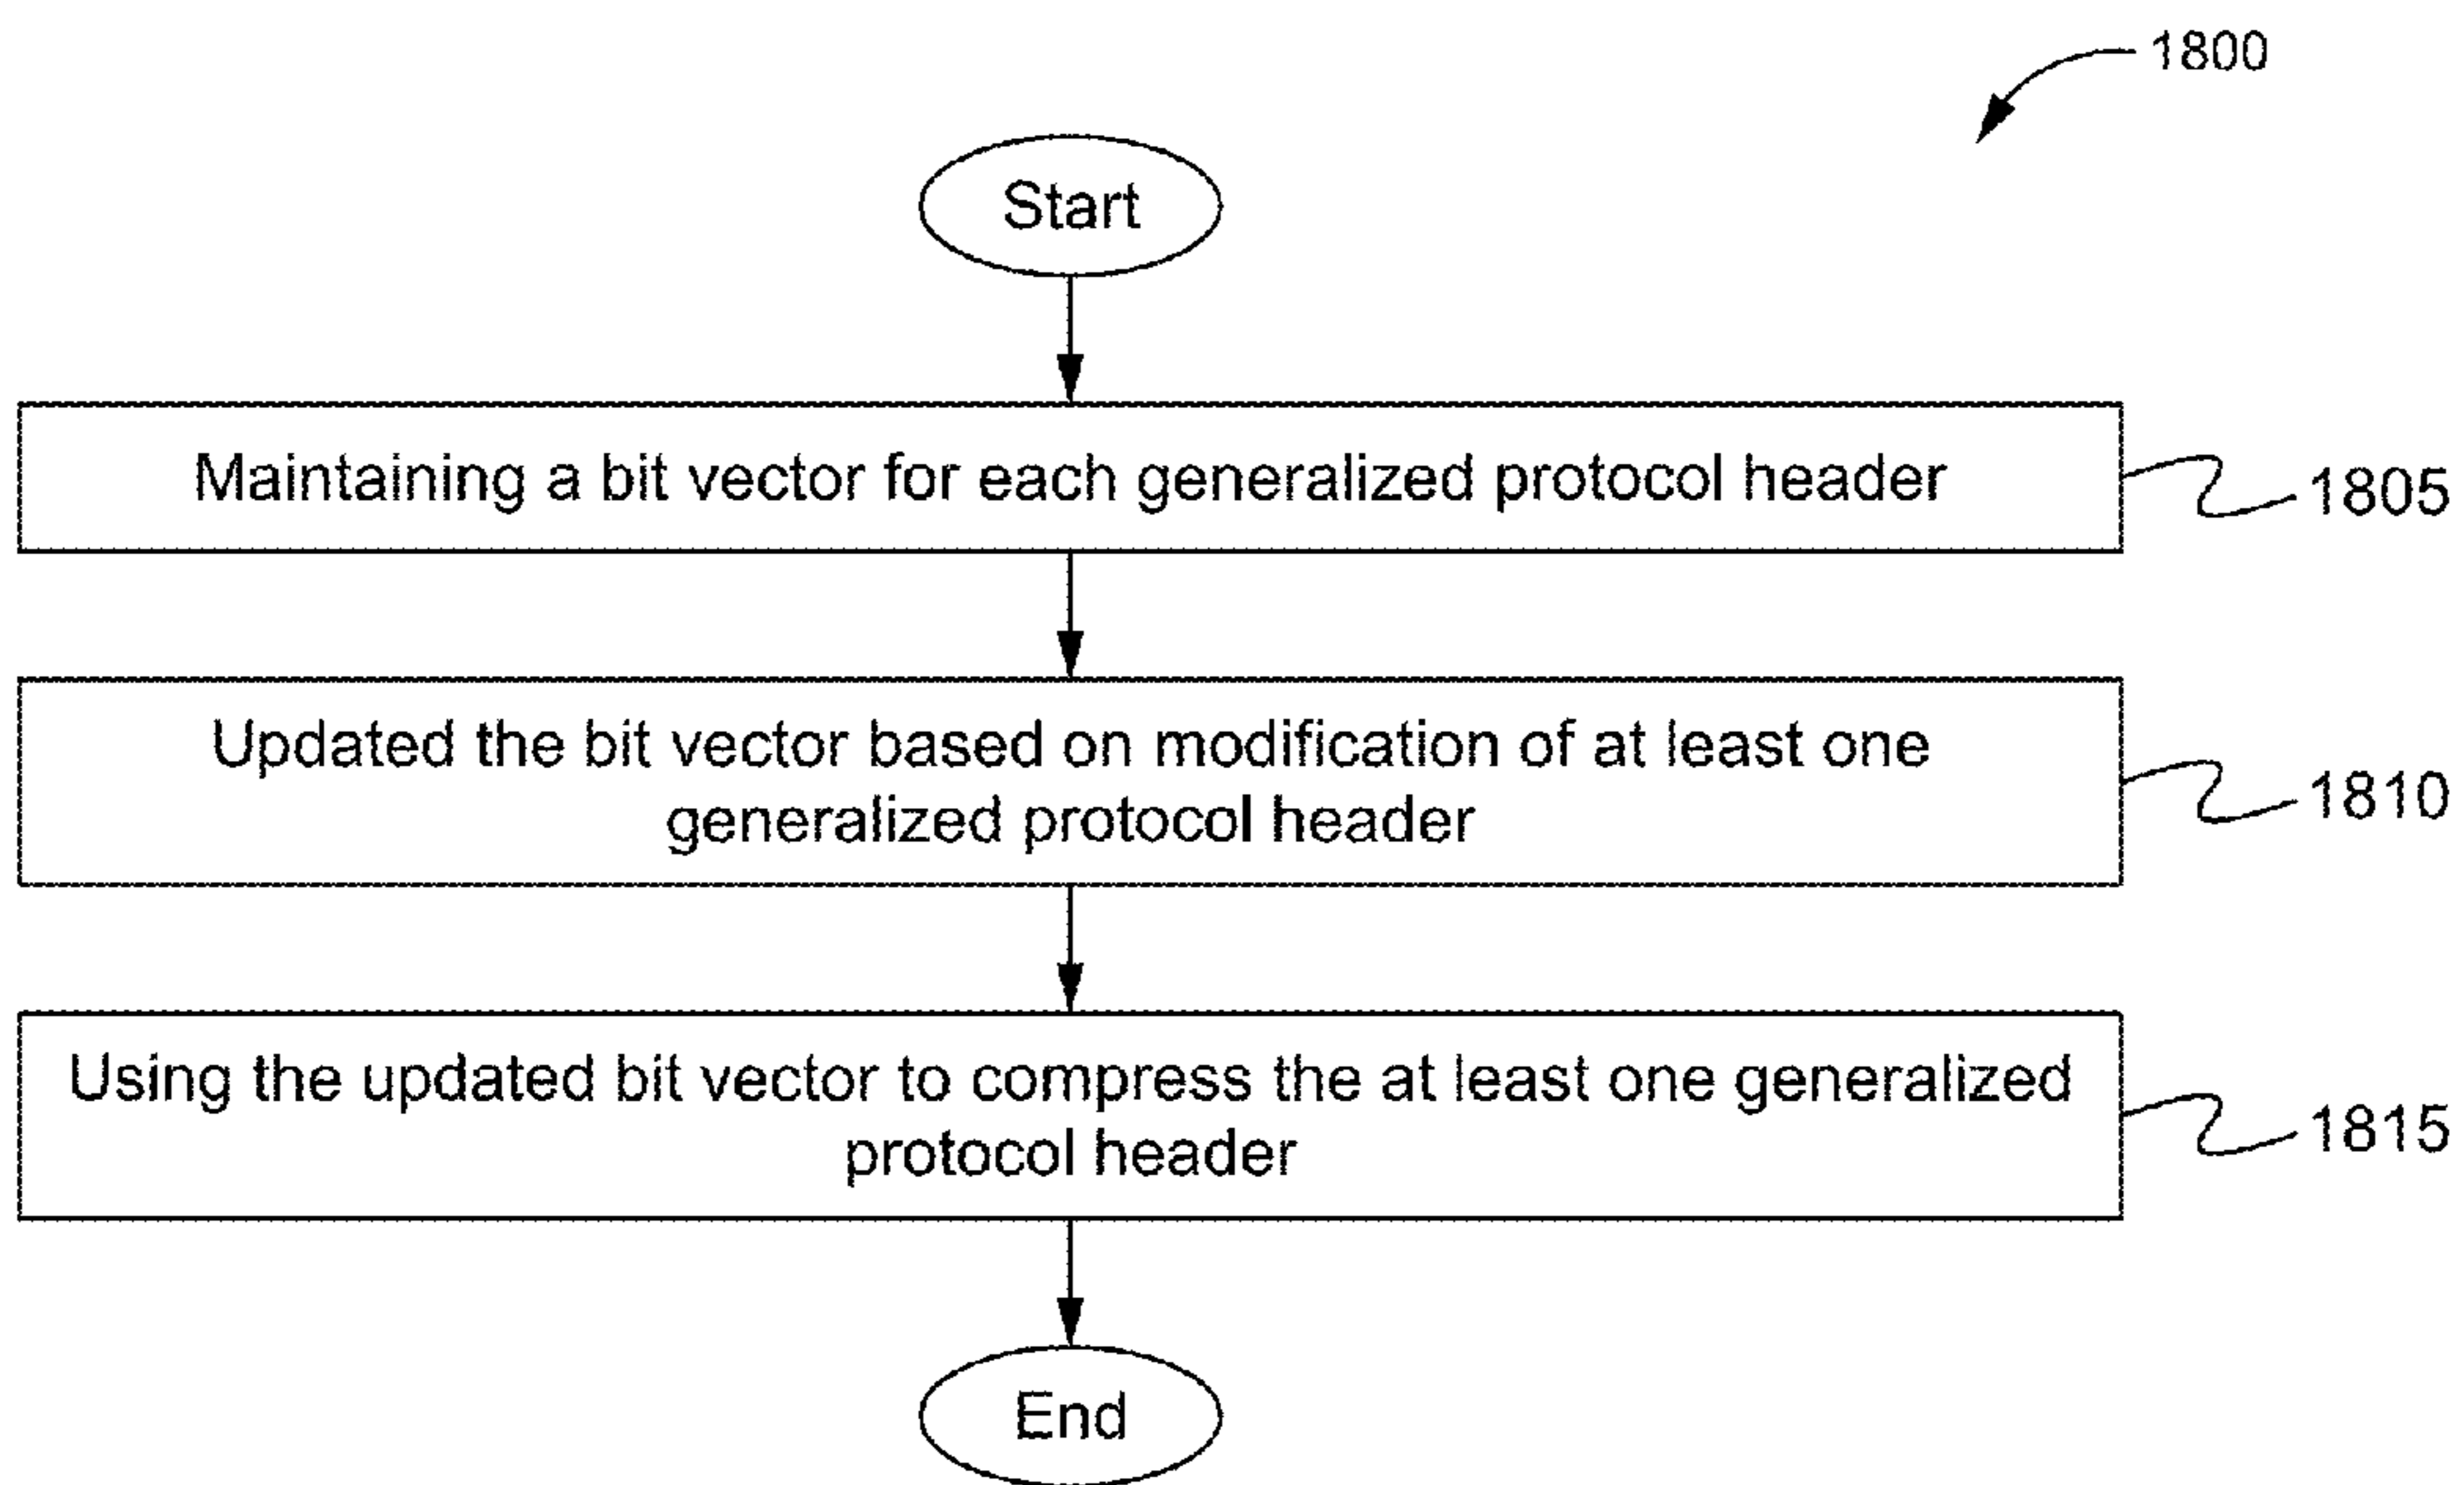 1800
Start
Maintaining a bit vector for each generalized protocol header
1805
Updated the bit vector based on modification of at least one
generalized protocol header
1810
Using the updated bit vector to compress the at least one generalized
protocol header
1815
End